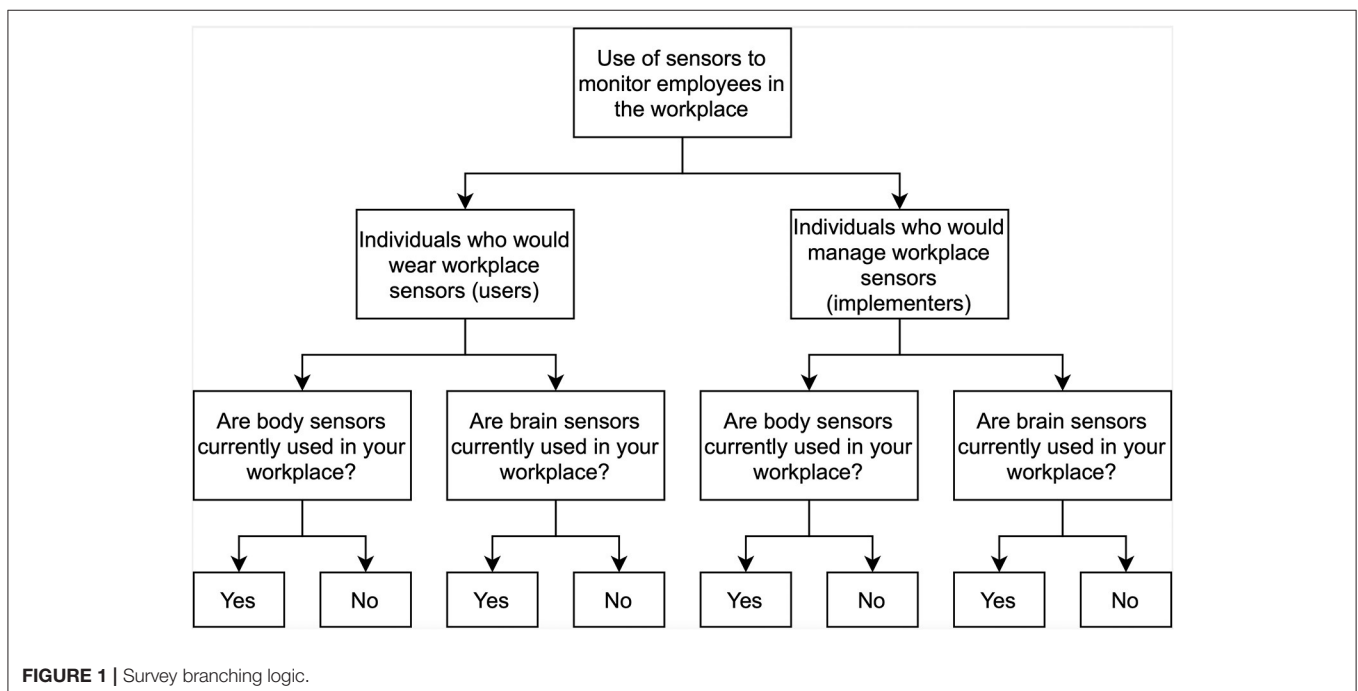 Use of sensors to
monitor employees in
the workplace
Individuals who would
wear workplace
sensors (users)
Individuals who would
manage workplace
sensors
(implementers)
Are body sensors
currently used in your
workplace?
Are brain sensors
currently used in your
workplace?
Are body sensors
currently used in your
workplace?
Are brain sensors
currently used in your
workplace?
Yes
No
Yes
No
Yes
No
Yes
No
FIGURE 1 | Survey branching logic.